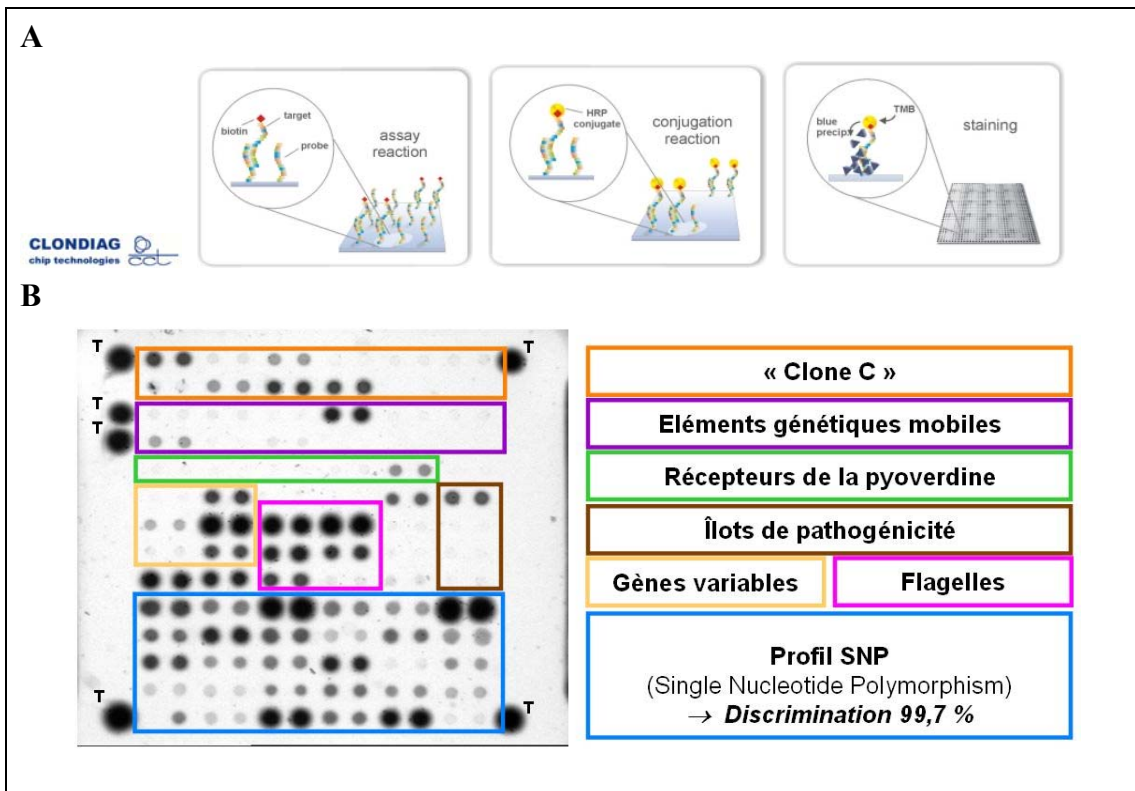 A
biotin
target
probe
assay
reaction
HRP
conjugate
conjugation
reaction
blue
precip.
TMB
staining
CLONDIAG
chip technologies
cct
B
T
T
T
T
T
T
« Clone C »
Eléments génétiques mobiles
Récepteurs de la pyoverdine
Îlots de pathogénicité
Gènes variables
Flagelles
Profil SNP
(Single Nucleotide Polymorphism)
→ Discrimination 99,7 %